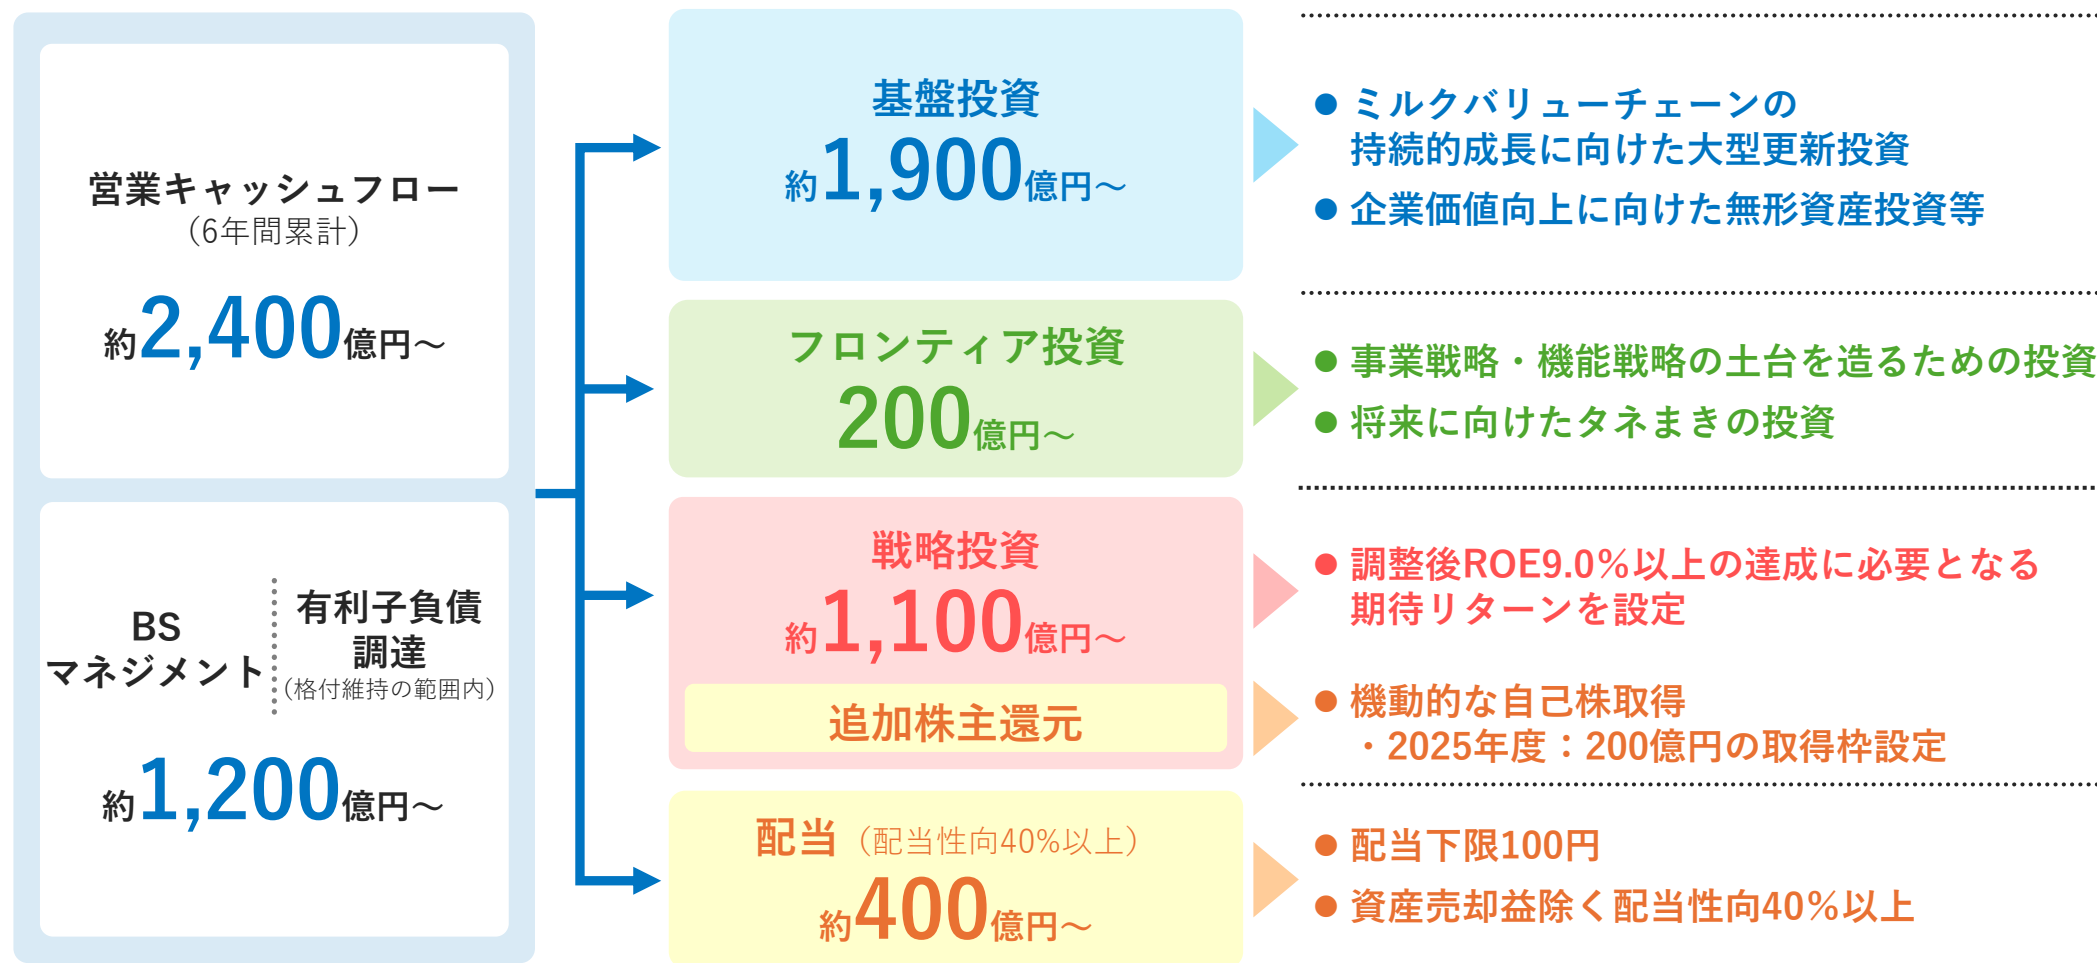 営業キャッシュフロー
（6年間累計）
約2,400億円～
BS
マネジメント
有利子負債
調達
（格付維持の範囲内）
約1,200億円～
基盤投資
約1,900億円～
● ミルクバリューチェーンの
持続的成長に向けた大型更新投資
● 企業価値向上に向けた無形資産投資等
フロンティア投資
200億円～
● 事業戦略・機能戦略の土台を造るための投資
● 将来に向けたタネまきの投資
戦略投資
約1,100億円～
● 調整後ROE9.0％以上の達成に必要となる
期待リターンを設定
追加株主還元
● 機動的な自己株取得
・2025年度：200億円の取得枠設定
配当（配当性向40%以上）
約400億円～
● 配当下限100円
● 資産売却益除く配当性向40％以上